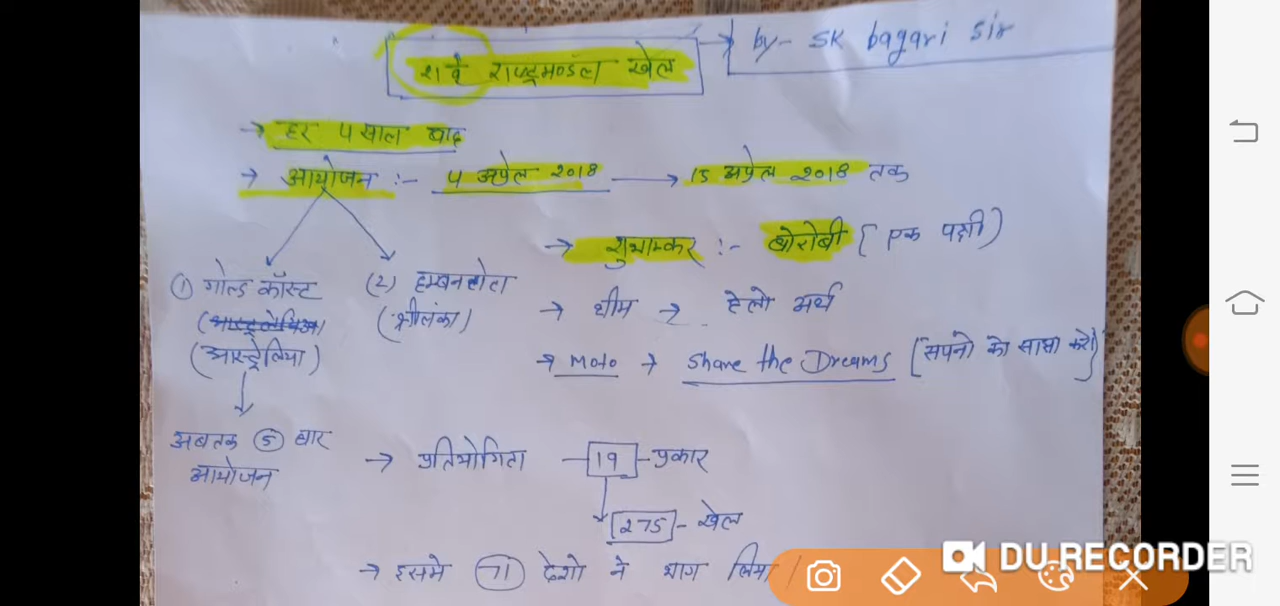 २१ वे राष्ट्रमण्डल खेल
by- SK bagari sir
→ हर 4 साल बाद
→ आयोजन :- 4 अप्रेल 2018 → 15 अप्रेल 2018 तक
→ शुभान्कर :- बोरोबी (एक पक्षी)
① गोल्ड कॉस्ट
(आस्ट्रेलिया)
(2) हम्बनटोटा
(श्रीलंका)
→ थीम → हेलो अर्थ
→ Moto → Share the Dreams [सपनो को साझा करो]
अबतक ⑤ बार
आयोजन
→ प्रतियोगिता - 19 - प्रकार
275 - खेल
→ इसमे 71 देशो ने भाग लिया
DU RECORDER